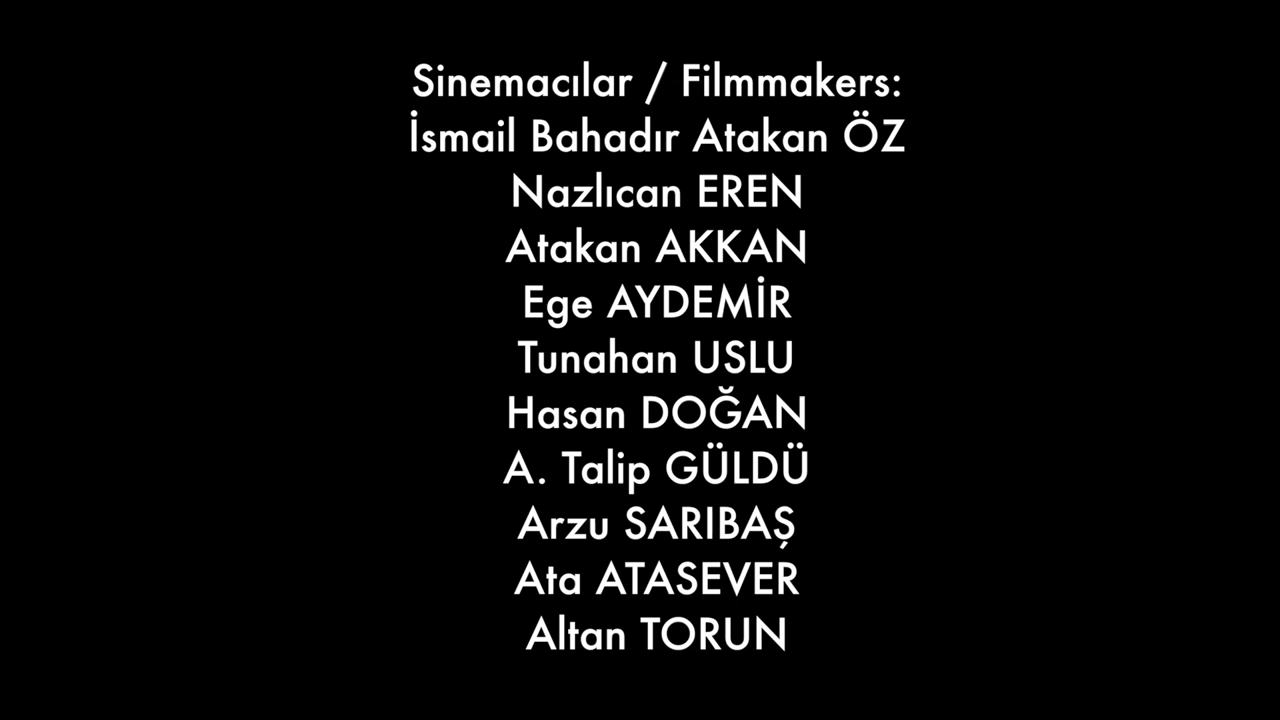 Sinemacılar / Filmmakers:
İsmail Bahadır Atakan ÖZ
Nazlıcan EREN
Atakan AKKAN
Ege AYDEMİR
Tunahan USLU
Hasan DOĞAN
A. Talip GÜLDÜ
Arzu SARIBAŞ
Ata ATASEVER
Altan TORUN